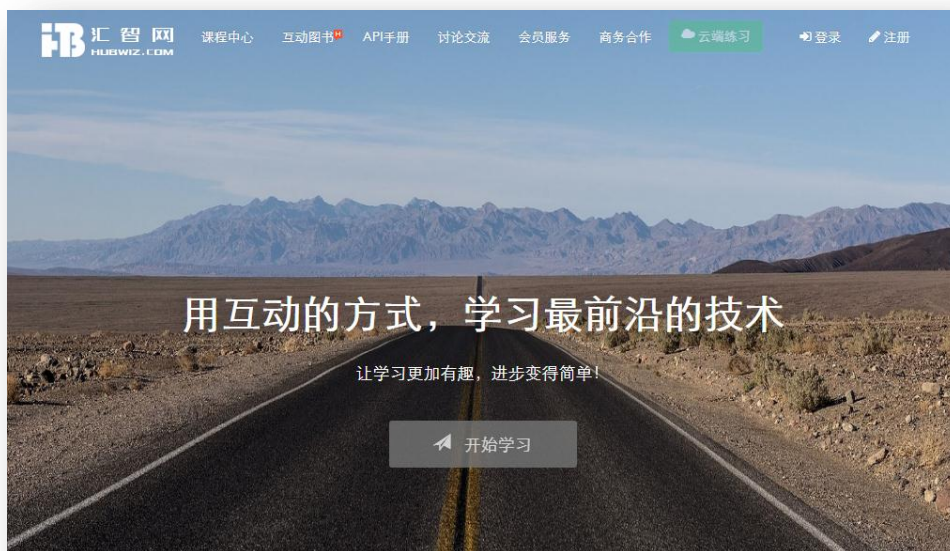 汇智网
HUBWIZ.COM
课程中心 互动图书 H API手册 讨论交流 会员服务 商务合作 云端练习 登录 注册
用互动的方式，学习最前沿的技术
让学习更加有趣，进步变得简单！
开始学习